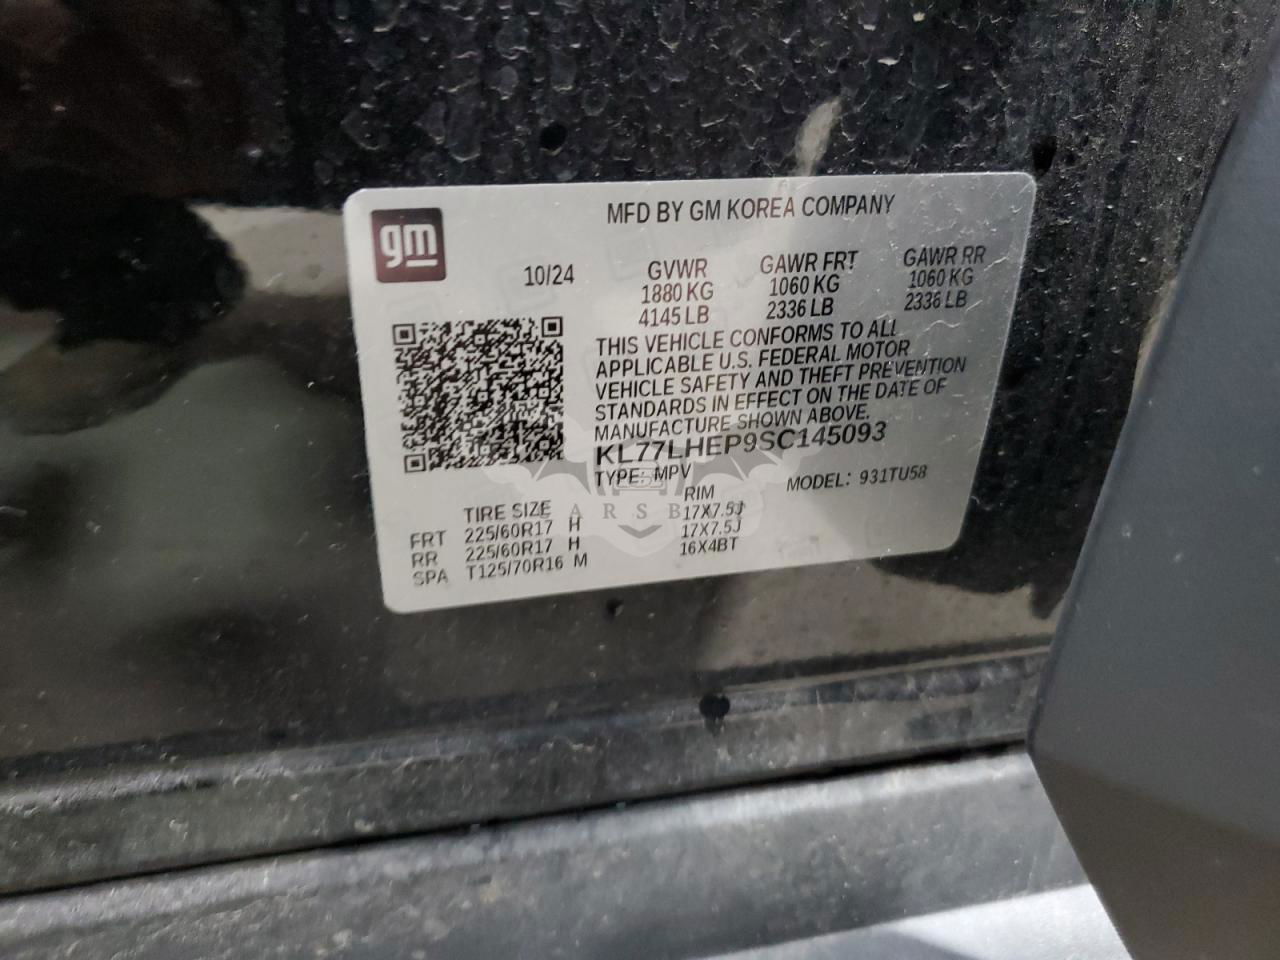 gm
MFD BY GM KOREA COMPANY
10/24
GVWR GAWR FRT GAWR RR
1880 KG 1060 KG 1060 KG
4145 LB 2336 LB 2336 LB
THIS VEHICLE CONFORMS TO ALL
APPLICABLE U.S. FEDERAL MOTOR
VEHICLE SAFETY AND THEFT PREVENTION
STANDARDS IN EFFECT ON THE DATE OF
MANUFACTURE SHOWN ABOVE.
KL77LHEP9SC145093
TYPE: MPV MODEL: 931TU58
TIRE SIZE RIM
FRT 225/60R17 H 17X7.5J
RR 225/60R17 H 17X7.5J
SPA T125/70R16 M 16X4BT